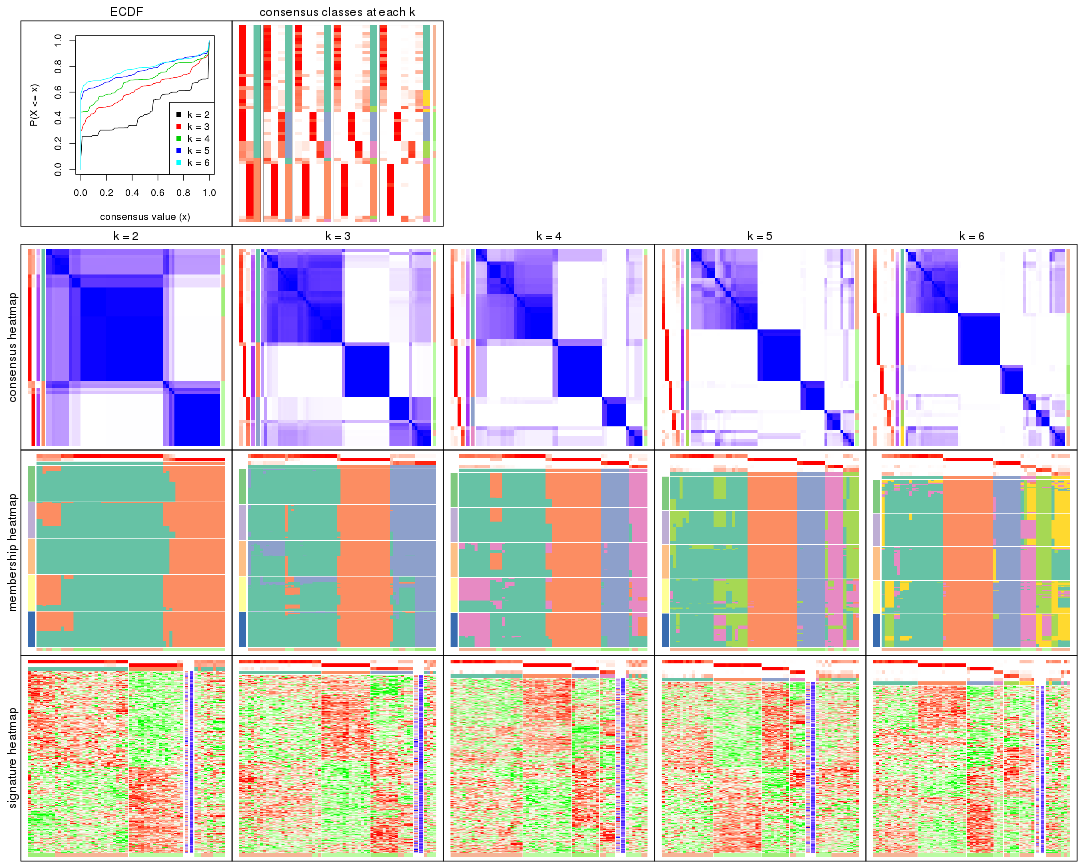 ECDF
consensus classes at each k
P(X <= x)
0.0 0.2 0.4 0.6 0.8 1.0
k = 2
k = 3
k = 4
k = 5
k = 6
0.0 0.2 0.4 0.6 0.8 1.0
consensus value (x)
k = 2
k = 3
k = 4
k = 5
k = 6
consensus heatmap
membership heatmap
signature heatmap